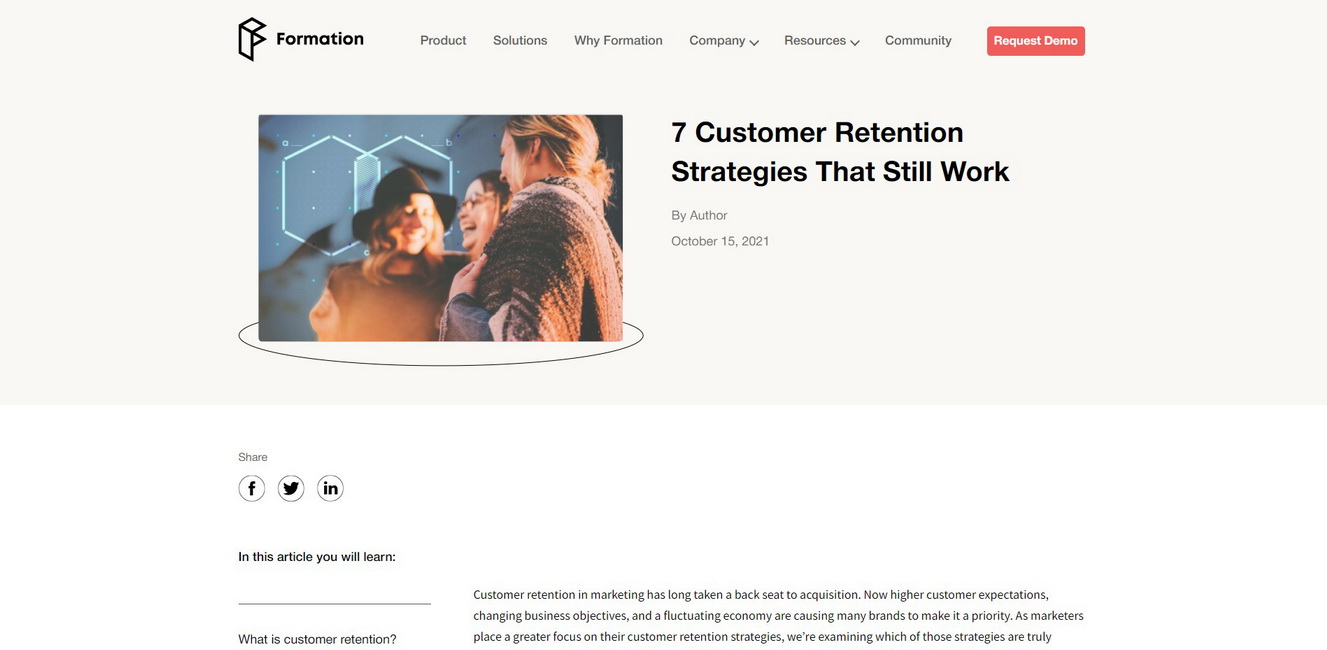 Formation
Product Solutions Why Formation Company Resources Community Request Demo
a
b
c
7 Customer Retention
Strategies That Still Work
By Author
October 15, 2021
Share
In this article you will learn:
What is customer retention?
Customer retention in marketing has long taken a back seat to acquisition. Now higher customer expectations,
changing business objectives, and a fluctuating economy are causing many brands to make it a priority. As marketers
place a greater focus on their customer retention strategies, we're examining which of those strategies are truly